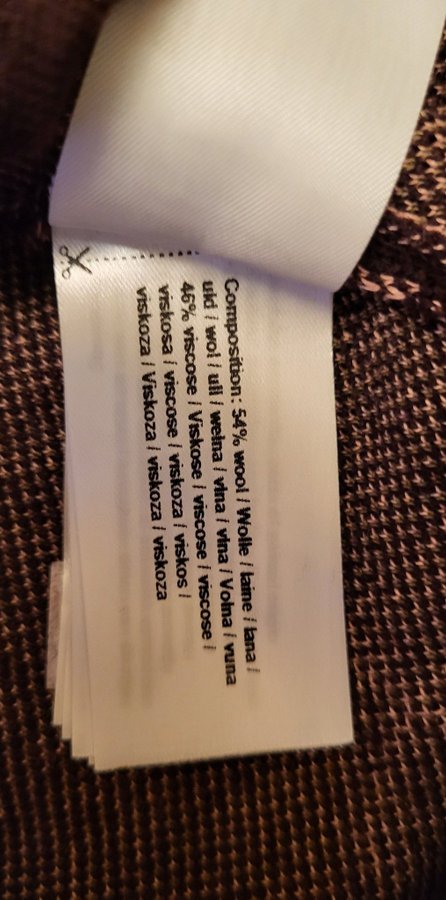 Composition: 54% wool / Wolle / laine / lana /
uld / wol / ull / wełna / vlna / vlna / Volna / vuna
46% viscose / Viskose / viscose / viscose /
viskosa / viscose / viskoza / viskos /
viskoza / Viskoza / viskoza / viskoza